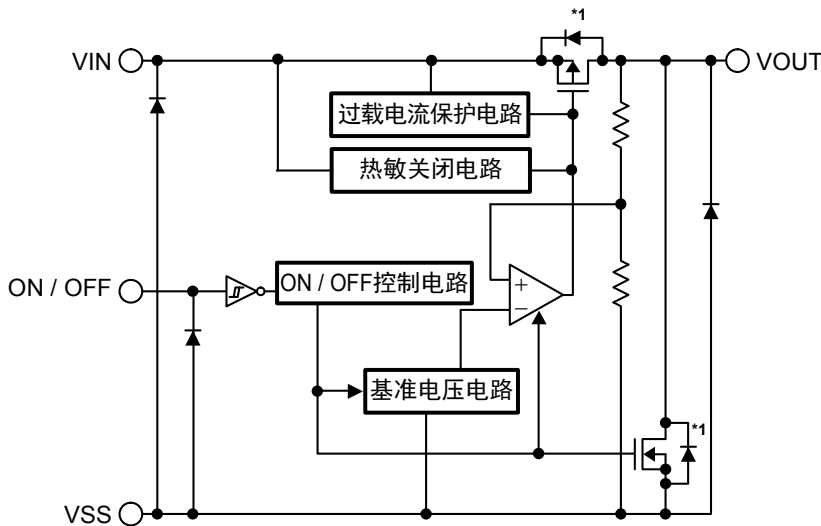 *1
VIN
VOUT
过载电流保护电路
热敏关闭电路
ON / OFF
ON / OFF控制电路
+
−
基准电压电路
*1
VSS